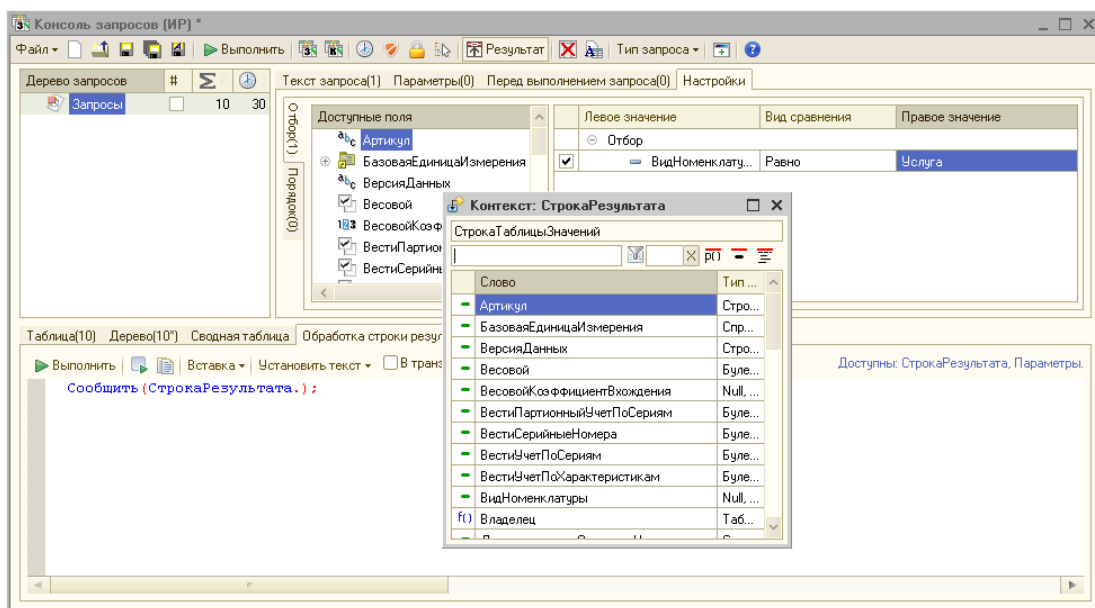 Консоль запросов (ИР) *
Файл Выполнить Результат Тип запроса
Дерево запросов # Σ
Запросы 10 30
Текст запроса(1) Параметры(0) Перед выполнением запроса(0) Настройки
Отбор(1)
Порядок(0)
Доступные поля
Артикул
БазоваяЕдиницаИзмерения
ВерсияДанных
Весовой
ВесовойКоэф
ВестиПартион
ВестиСерийн
Левое значение Вид сравнения Правое значение
Отбор
ВидНоменклату... Равно Услуга
Контекст: СтрокаРезультата
СтрокаТаблицыЗначений
Слово Тип ...
Артикул Стро...
БазоваяЕдиницаИзмерения Спр...
ВерсияДанных Стро...
Весовой Буле...
ВесовойКоэффициентВхождения Null, ...
ВестиПартионныйУчетПоСериям Буле...
ВестиСерийныеНомера Буле...
ВестиУчетПоСериям Буле...
ВестиУчетПоХарактеристикам Буле...
ВидНоменклатуры Null, ...
f() Владелец Таб...
Таблица(10) Дерево(10*) Сводная таблица Обработка строки резул
Выполнить Вставка Установить текст В транз
Доступны: СтрокаРезультата, Параметры.
Сообщить(СтрокаРезультата.);